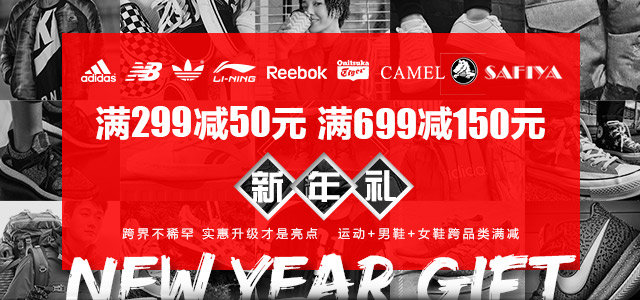 adidas NB LI-NING Reebok Onitsuka Tiger CAMEL SAFIYA
满299减50元 满699减150元
新年礼
跨界不稀罕 实惠升级才是亮点 运动+男鞋+女鞋跨品类满减
NEW YEAR GIFT